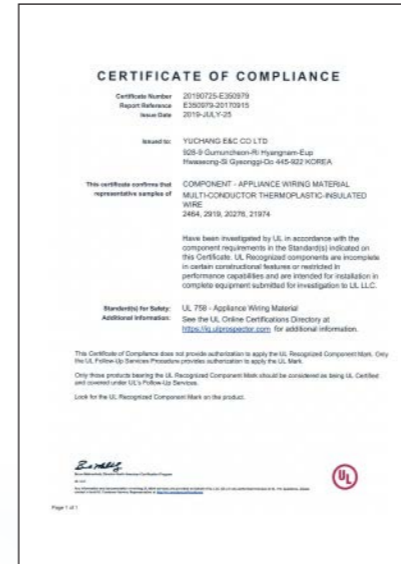 CERTIFICATE OF COMPLIANCE
Certificate Number 20190725-E350979
Report Reference E350979-20170915
Issue Date 2019-JULY-25
Issued to: YUCHANG E&C CO LTD
926-9 Gumuncheon-Ri Hyangnam-Eup
Hwaseong-Si Gyeonggi-Do 445-922 KOREA
This certificate confirms that COMPONENT - APPLIANCE WIRING MATERIAL
representative samples of MULTI-CONDUCTOR THERMOPLASTIC-INSULATED
WIRE
2464, 2919, 20276, 21974
Have been investigated by UL in accordance with the
component requirements in the Standard(s) indicated on
this Certificate. UL Recognized components are incomplete
in certain constructional features or restricted in
performance capabilities and are intended for installation in
complete equipment submitted for investigation to UL LLC.
Standard(s) for Safety: UL 758 - Appliance Wiring Material
Additional Information: See the UL Online Certifications Directory at
https://iq.ulprospector.com for additional information.
This Certificate of Compliance does not provide authorization to apply the UL Recognized Component Mark. Only
the UL Follow-Up Services Procedure provides authorization to apply the UL Mark.
Only those products bearing the UL Recognized Component Mark should be considered as being UL Certified
and covered under UL's Follow-Up Services.
Look for the UL Recognized Component Mark on the product.
UL
Page 1 of 1